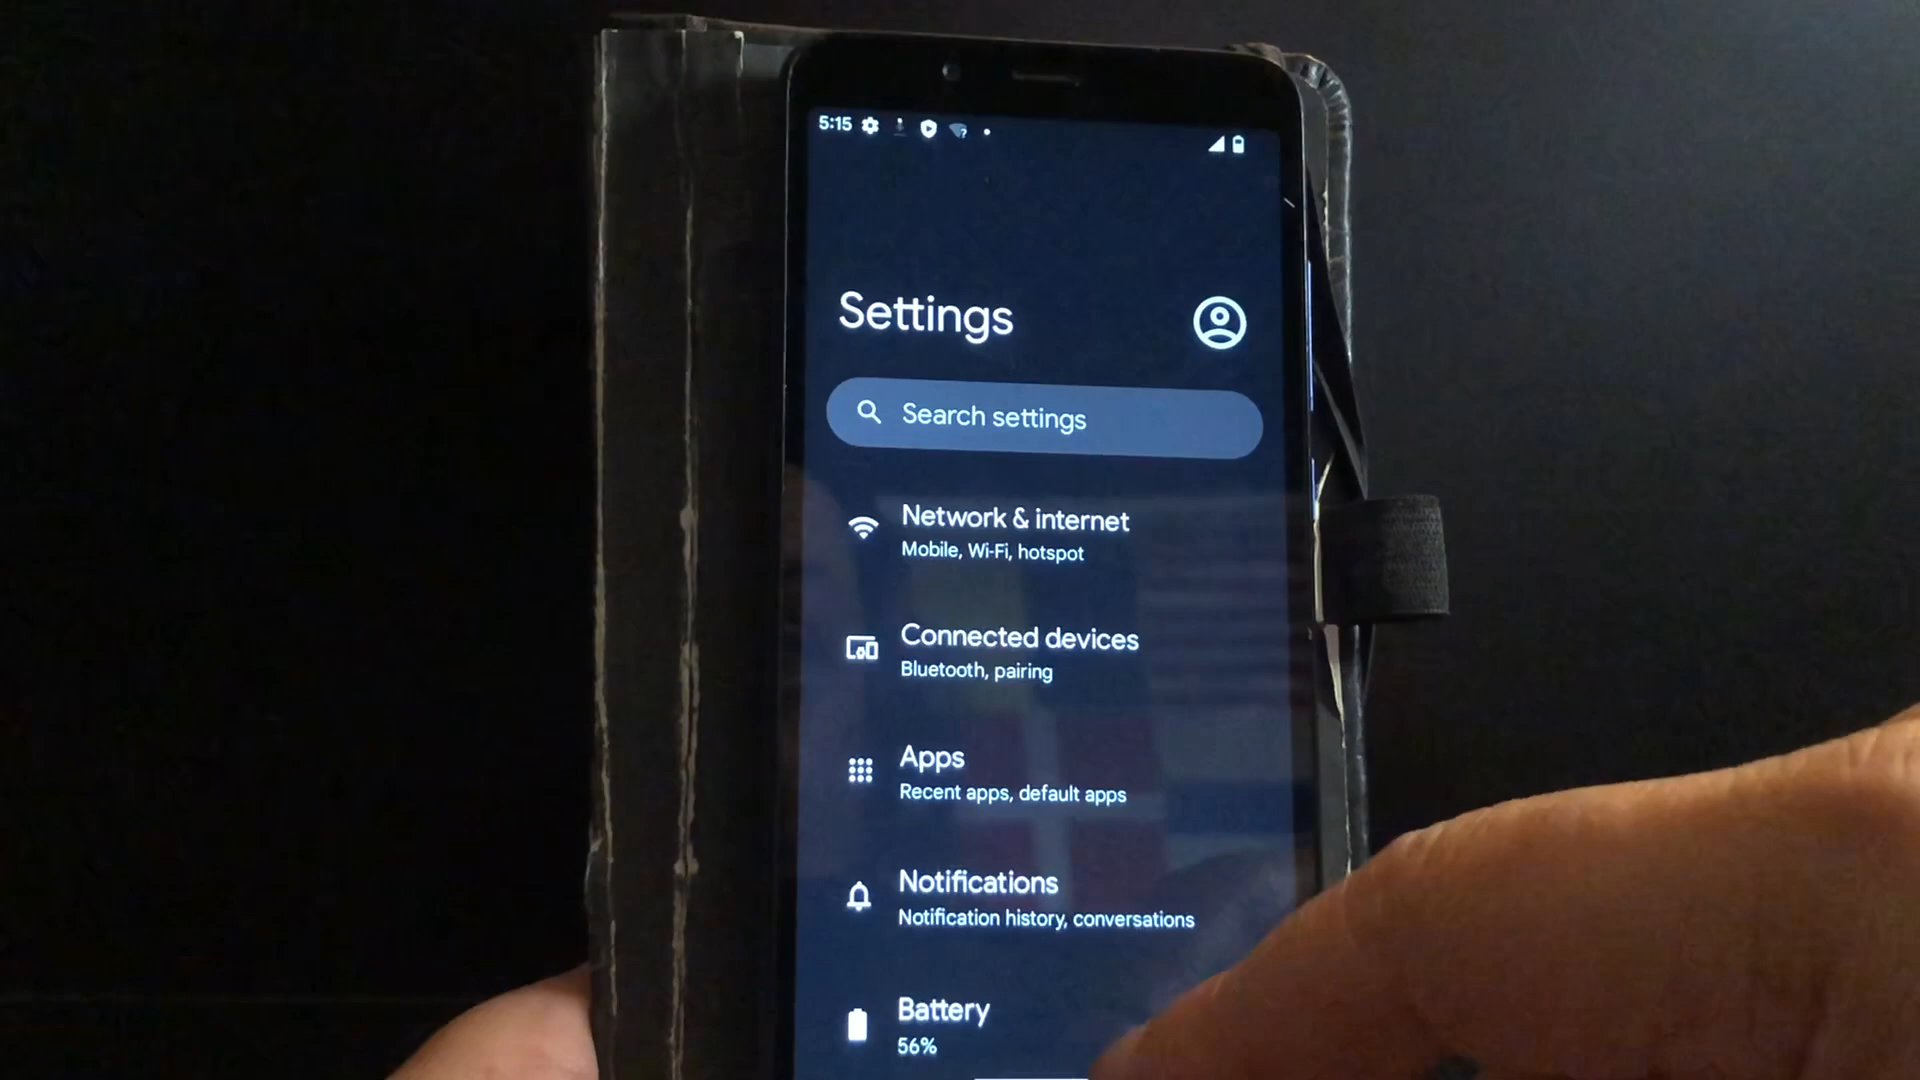 5:15
Settings
Search settings
Network & internet
Mobile, Wi-Fi, hotspot
Connected devices
Bluetooth, pairing
Apps
Recent apps, default apps
Notifications
Notification history, conversations
Battery
56%